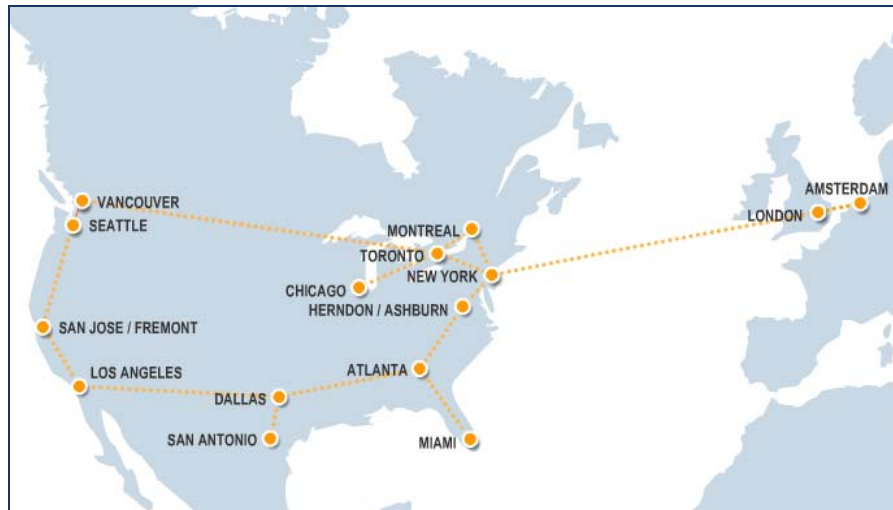 VANCOUVER
SEATTLE
MONTREAL
TORONTO
NEW YORK
CHICAGO
HERNDON / ASHBURN
SAN JOSE / FREMONT
LOS ANGELES
ATLANTA
DALLAS
SAN ANTONIO
MIAMI
AMSTERDAM
LONDON